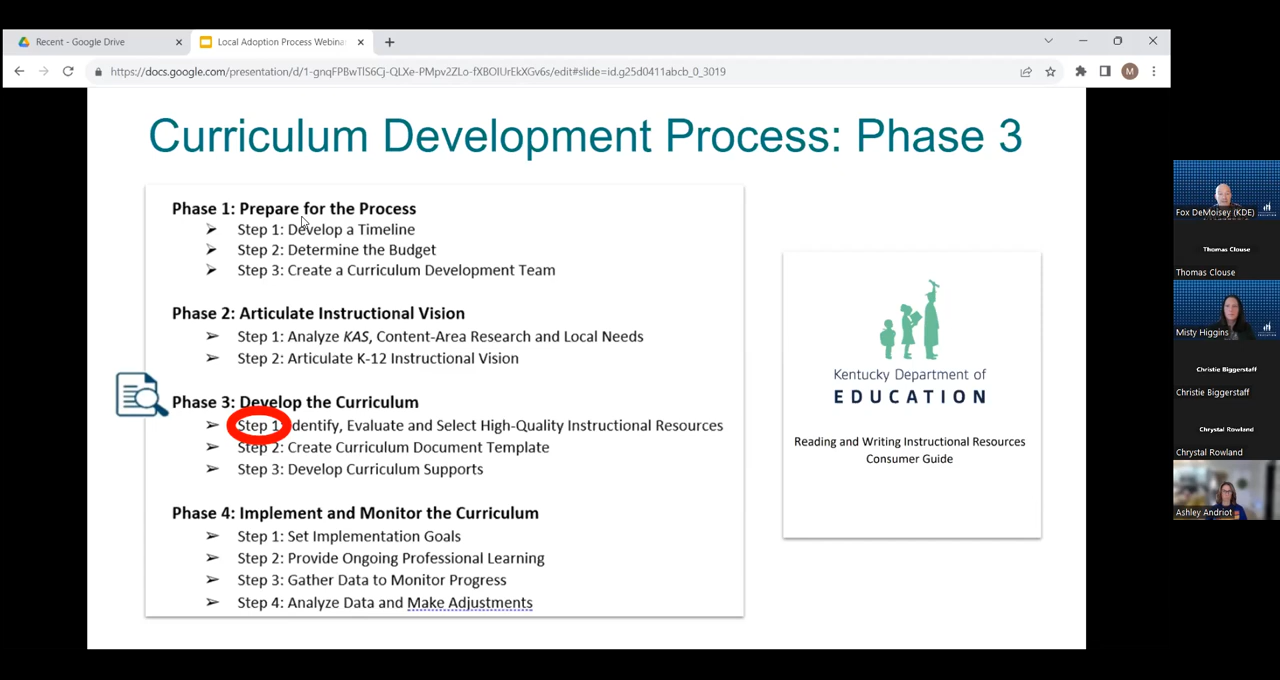 Recent - Google Drive
Local Adoption Process Webina
https://docs.google.com/presentation/d/1-gnqFPBwTlS6Cj-QLXe-PMpv2ZLo-fXBOIUrEkXGv6s/edit#slide=id.g25d0411abcb_0_3019
M
Curriculum Development Process: Phase 3
Phase 1: Prepare for the Process
Step 1: Develop a Timeline
Step 2: Determine the Budget
Step 3: Create a Curriculum Development Team
Phase 2: Articulate Instructional Vision
Step 1: Analyze KAS, Content-Area Research and Local Needs
Step 2: Articulate K-12 Instructional Vision
Phase 3: Develop the Curriculum
Step 1: Identify, Evaluate and Select High-Quality Instructional Resources
Step 2: Create Curriculum Document Template
Step 3: Develop Curriculum Supports
Phase 4: Implement and Monitor the Curriculum
Step 1: Set Implementation Goals
Step 2: Provide Ongoing Professional Learning
Step 3: Gather Data to Monitor Progress
Step 4: Analyze Data and Make Adjustments
Kentucky Department of
EDUCATION
Reading and Writing Instructional Resources
Consumer Guide
Fox DeMoisey (KDE)
Thomas Clouse
Thomas Clouse
Misty Higgins
Christie Biggerstaff
Christie Biggerstaff
Chrystal Rowland
Chrystal Rowland
Ashley Andriot